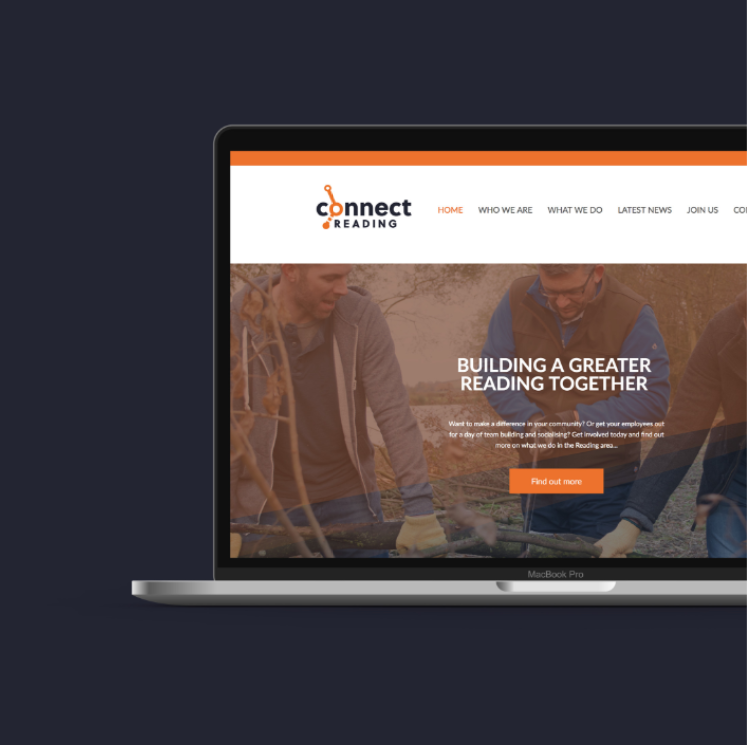 connect
READING
HOME WHO WE ARE WHAT WE DO LATEST NEWS JOIN US CO
BUILDING A GREATER
READING TOGETHER
Want to make a difference in your community? Or get your employees out
for a day of team building and socialising? Get involved today and find out
more on what we do in the Reading area...
Find out more
MacBook Pro